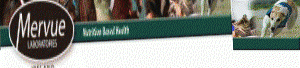 Mervue
LABORATORIES
Nutrition Based Health